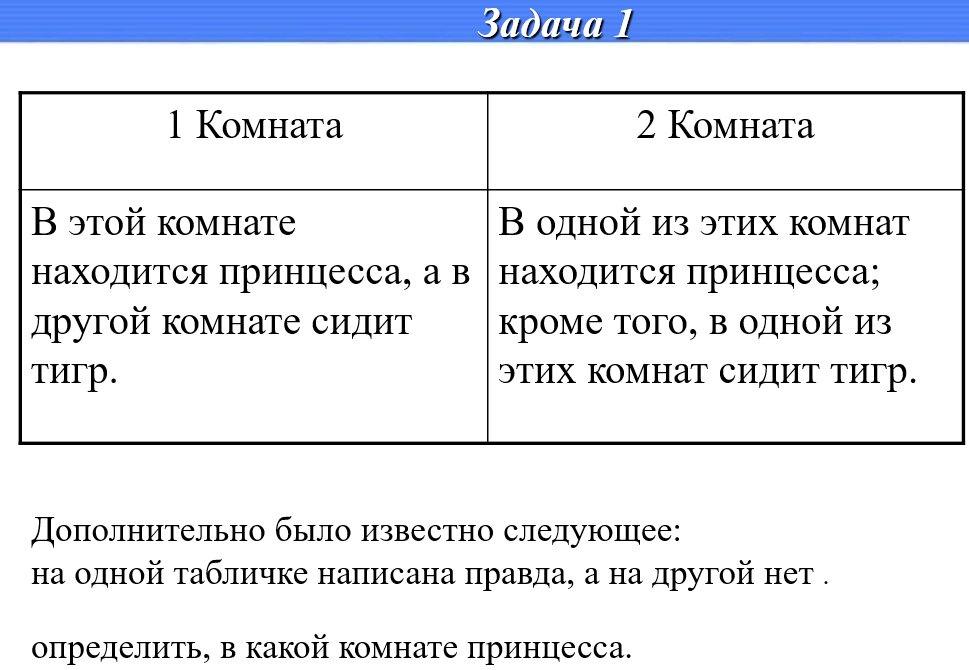 Задача 1
1 Комната
2 Комната
В этой комнате
находится принцесса, а в
другой комнате сидит
тигр.
В одной из этих комнат
находится принцесса;
кроме того, в одной из
этих комнат сидит тигр.
Дополнительно было известно следующее:
на одной табличке написана правда, а на другой нет .
определить, в какой комнате принцесса.